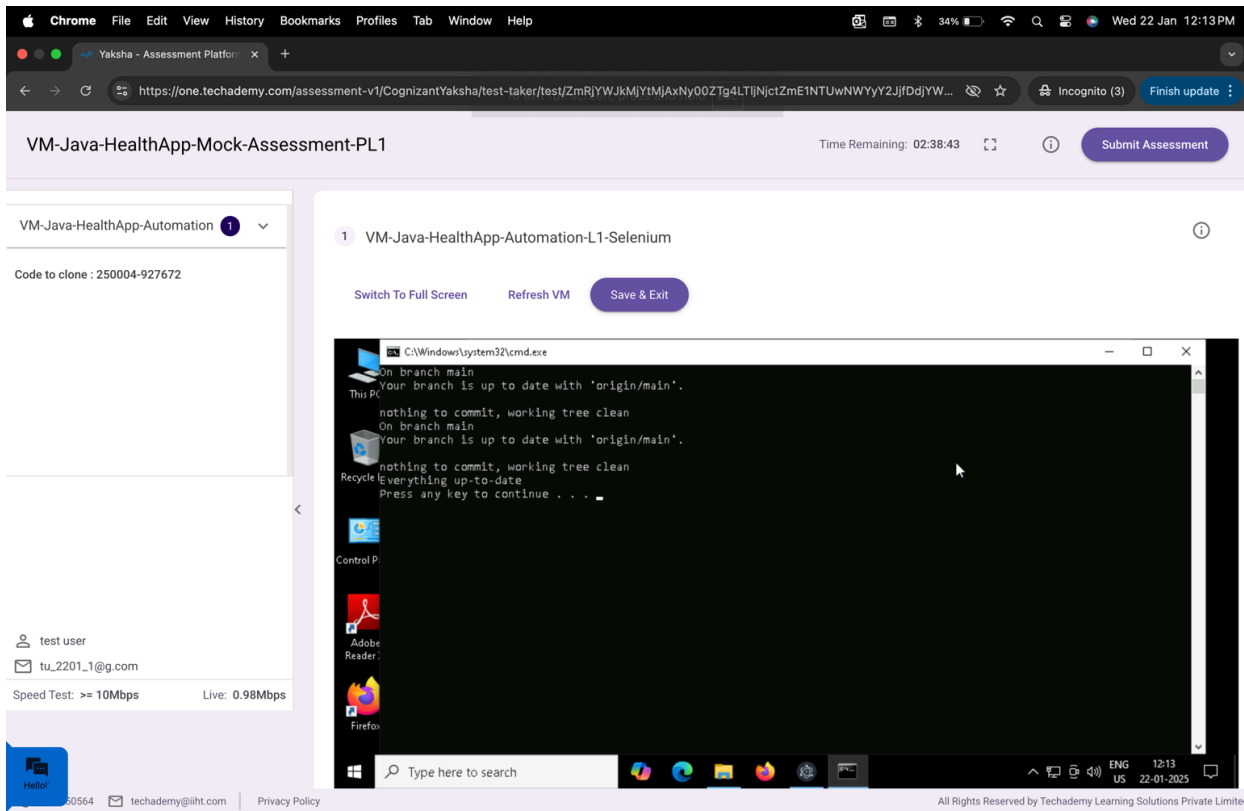 Chrome File Edit View History Bookmarks Profiles Tab Window Help 34% Wed 22 Jan 12:13 PM
Yaksha - Assessment Platform
https://one.techademy.com/assessment-v1/CognizantYaksha/test-taker/test/ Incognito (3) Finish update
VM-Java-HealthApp-Mock-Assessment-PL1 Time Remaining: 02:38:43 Submit Assessment
VM-Java-HealthApp-Automation 1
Code to clone : 250004-927672
1 VM-Java-HealthApp-Automation-L1-Selenium
Switch To Full Screen Refresh VM Save & Exit
C:\Windows\system32\cmd.exe
On branch main
Your branch is up to date with 'origin/main'.
nothing to commit, working tree clean
On branch main
Your branch is up to date with 'origin/main'.
nothing to commit, working tree clean
Everything up-to-date
Press any key to continue . . .
This PC
Recycle
Control P
Adobe
Reader
Firefox
Type here to search
ENG 12:13
US 22-01-2025
test user
tu_2201_1@g.com
Speed Test: >= 10Mbps Live: 0.98Mbps
Hello!
50564 techademy@iiht.com Privacy Policy All Rights Reserved by Techademy Learning Solutions Private Limite